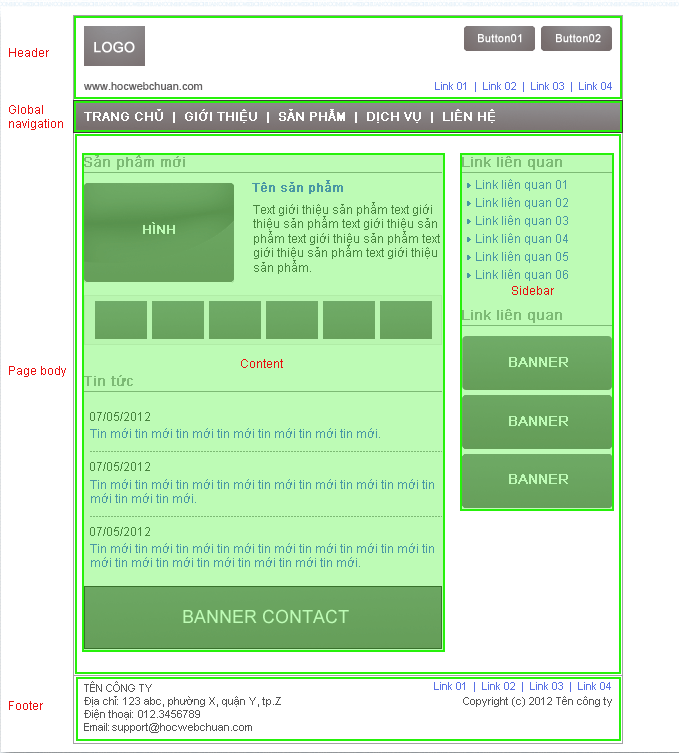 Header
LOGO
Button01
Button02
www.hocwebchuan.com
Link 01 | Link 02 | Link 03 | Link 04
Global
navigation
TRANG CHỦ | GIỚI THIỆU | SẢN PHẨM | DỊCH VỤ | LIÊN HỆ
Page body
Sản phẩm mới
HÌNH
Tên sản phẩm
Text giới thiệu sản phẩm text giới
thiệu sản phẩm text giới thiệu sản
phẩm text giới thiệu sản phẩm text
giới thiệu sản phẩm text giới thiệu
sản phẩm.
Content
Tin tức
07/05/2012
Tin mới tin mới tin mới tin mới tin mới tin mới tin mới.
07/05/2012
Tin mới tin mới tin mới tin mới tin mới tin mới tin mới tin mới tin
mới tin mới tin mới.
07/05/2012
Tin mới tin mới tin mới tin mới tin mới tin mới tin mới tin mới tin
mới tin mới tin mới tin mới tin mới tin mới tin mới.
BANNER CONTACT
Link liên quan
Link liên quan 01
Link liên quan 02
Link liên quan 03
Link liên quan 04
Link liên quan 05
Link liên quan 06
Sidebar
Link liên quan
BANNER
BANNER
BANNER
Footer
TÊN CÔNG TY
Địa chỉ: 123 abc, phường X, quận Y, tp.Z
Điện thoại: 012.3456789
Email: support@hocwebchuan.com
Link 01 | Link 02 | Link 03 | Link 04
Copyright (c) 2012 Tên công ty